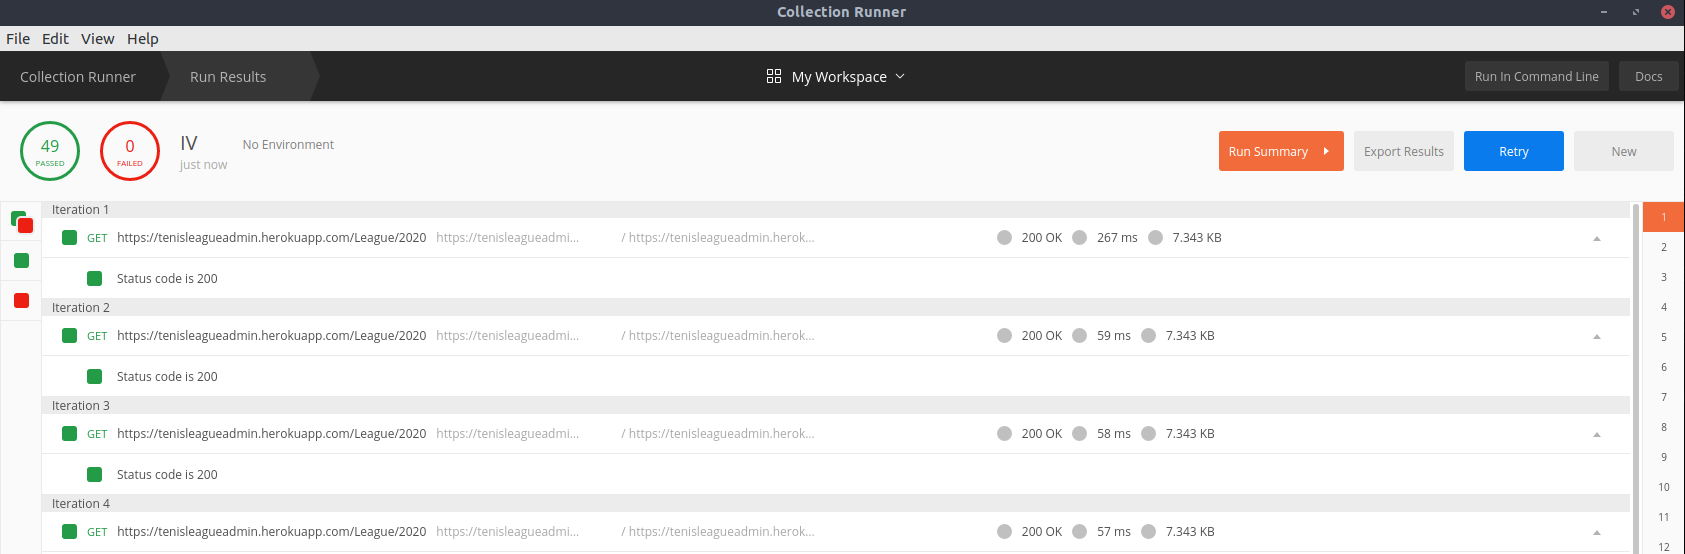 Collection Runner
File Edit View Help
Collection Runner Run Results My Workspace Run In Command Line Docs
49 PASSED 0 FAILED IV just now No Environment Run Summary Export Results Retry New
Iteration 1
GET https://tenisleagueadmin.herokuapp.com/League/2020 https://tenisleagueadmi... / https://tenisleagueadmin.herok... 200 OK 267 ms 7.343 KB
Status code is 200
Iteration 2
GET https://tenisleagueadmin.herokuapp.com/League/2020 https://tenisleagueadmi... / https://tenisleagueadmin.herok... 200 OK 59 ms 7.343 KB
Status code is 200
Iteration 3
GET https://tenisleagueadmin.herokuapp.com/League/2020 https://tenisleagueadmi... / https://tenisleagueadmin.herok... 200 OK 58 ms 7.343 KB
Status code is 200
Iteration 4
GET https://tenisleagueadmin.herokuapp.com/League/2020 https://tenisleagueadmi... / https://tenisleagueadmin.herok... 200 OK 57 ms 7.343 KB
1
2
3
4
5
6
7
8
9
10
11
12